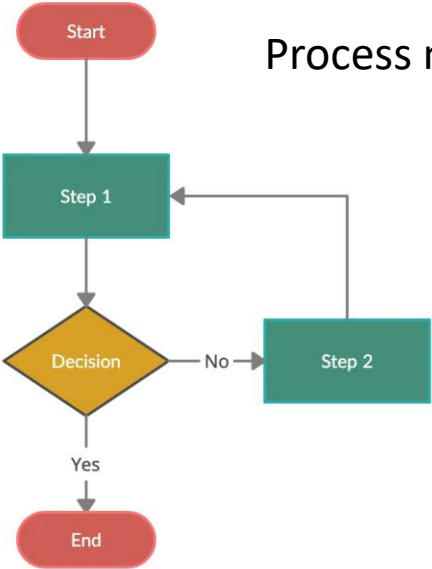 Start
Process
Step 1
Decision
No
Step 2
Yes
End